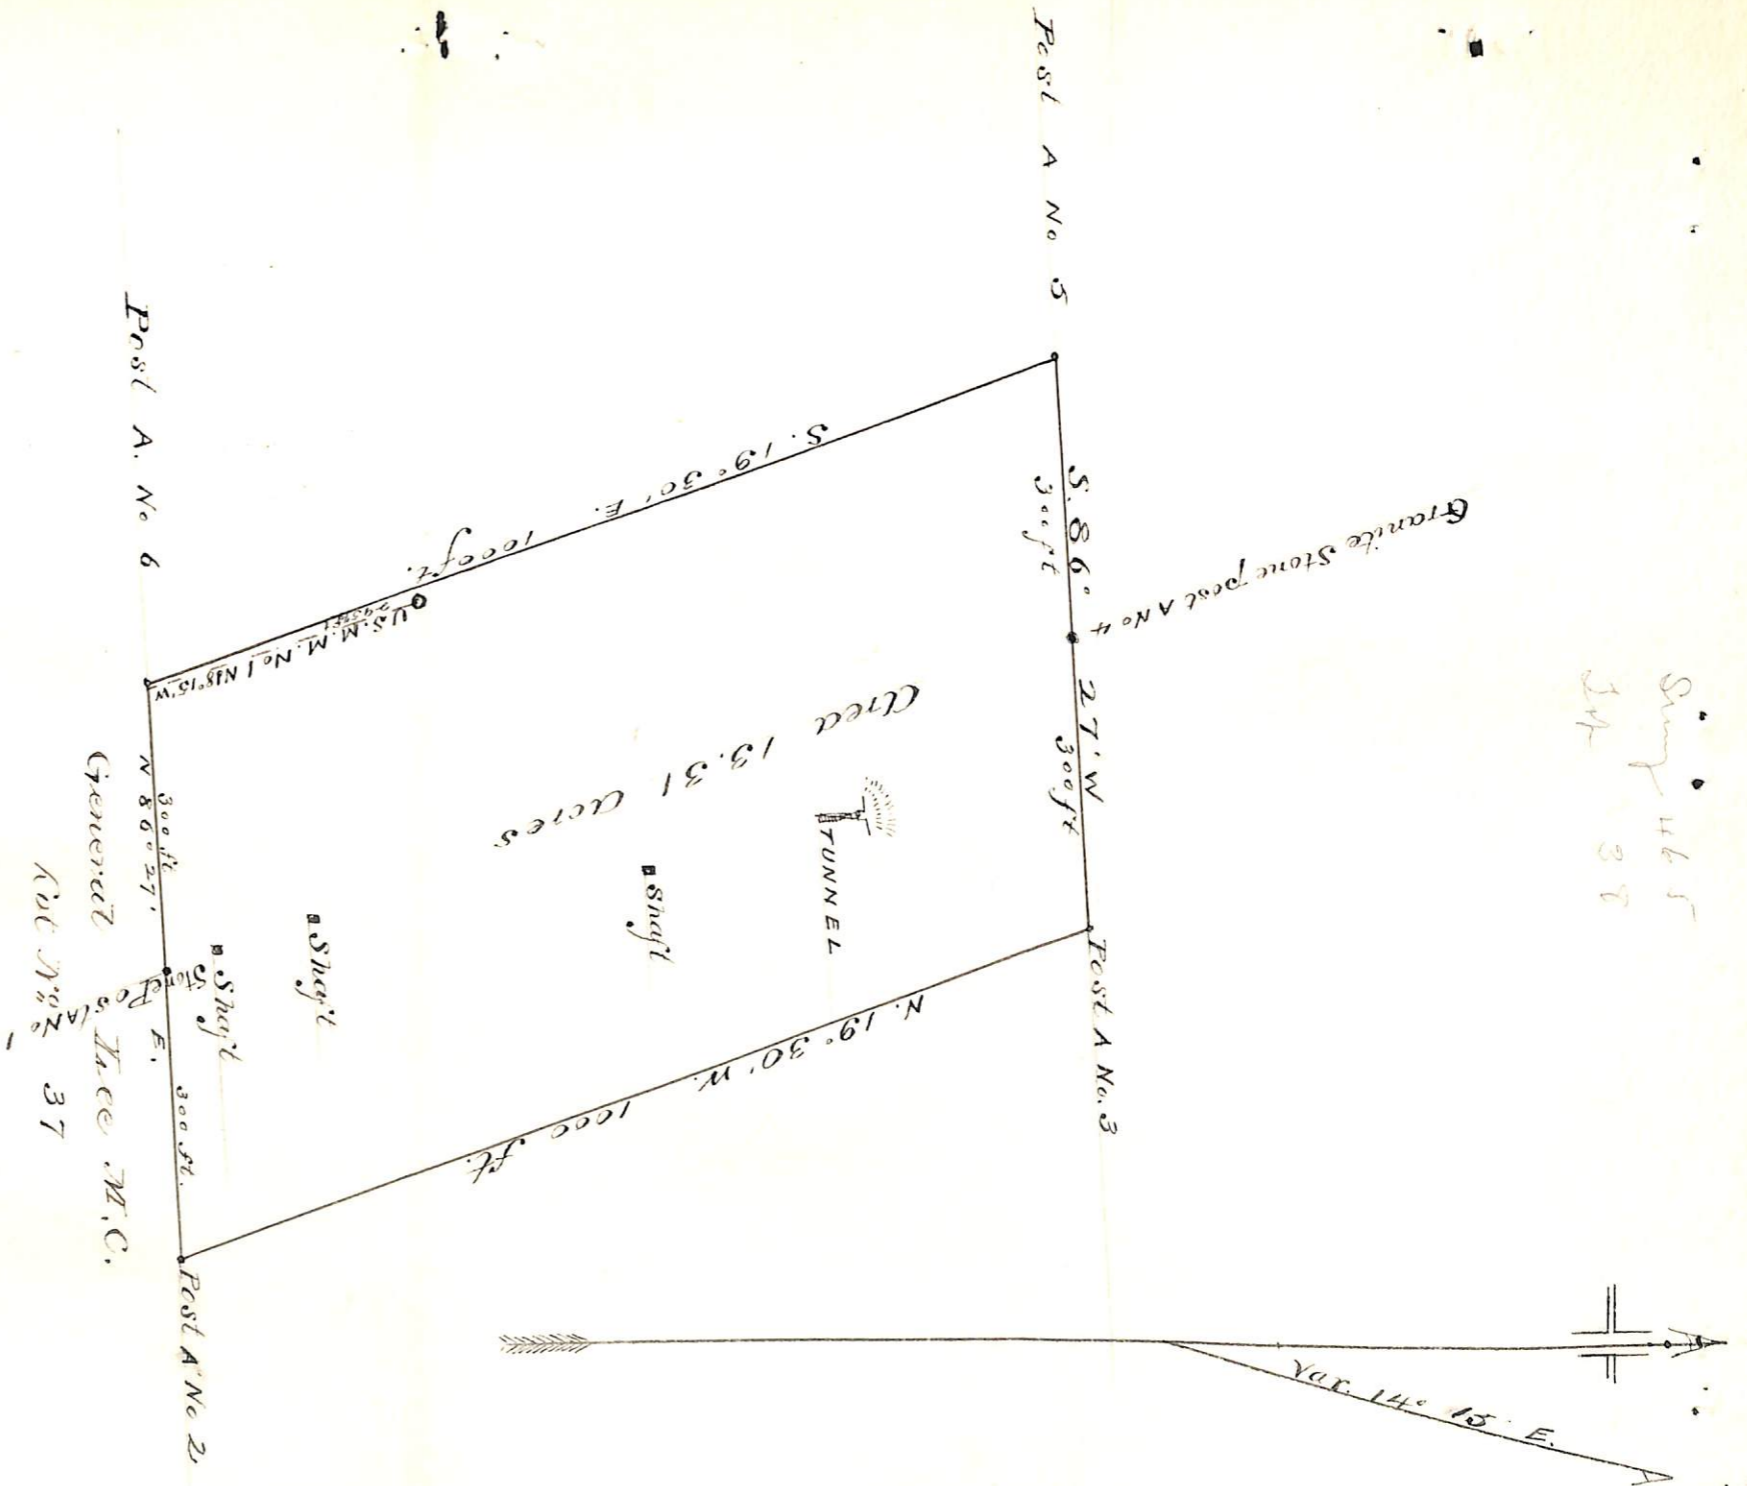 Post A No 5
S. 86° 27' W
300 ft
300 ft
Post A No. 3
Granite Stone post A No 4
S. 19° 30' E.
1000 ft.
U.S.M.M. No. 1 N 18° 15' W
Area 13.31 acres
TUNNEL
Shaft
Shaft
Shaft
N. 19° 30' W.
1000 ft.
Post A. No 6
300 ft
N 86° 27' E.
300 ft.
Stone Post A No 1
Post A No 2
General Lee M.C.
Lot No. 37
Var. 14° 15' E.
465
38